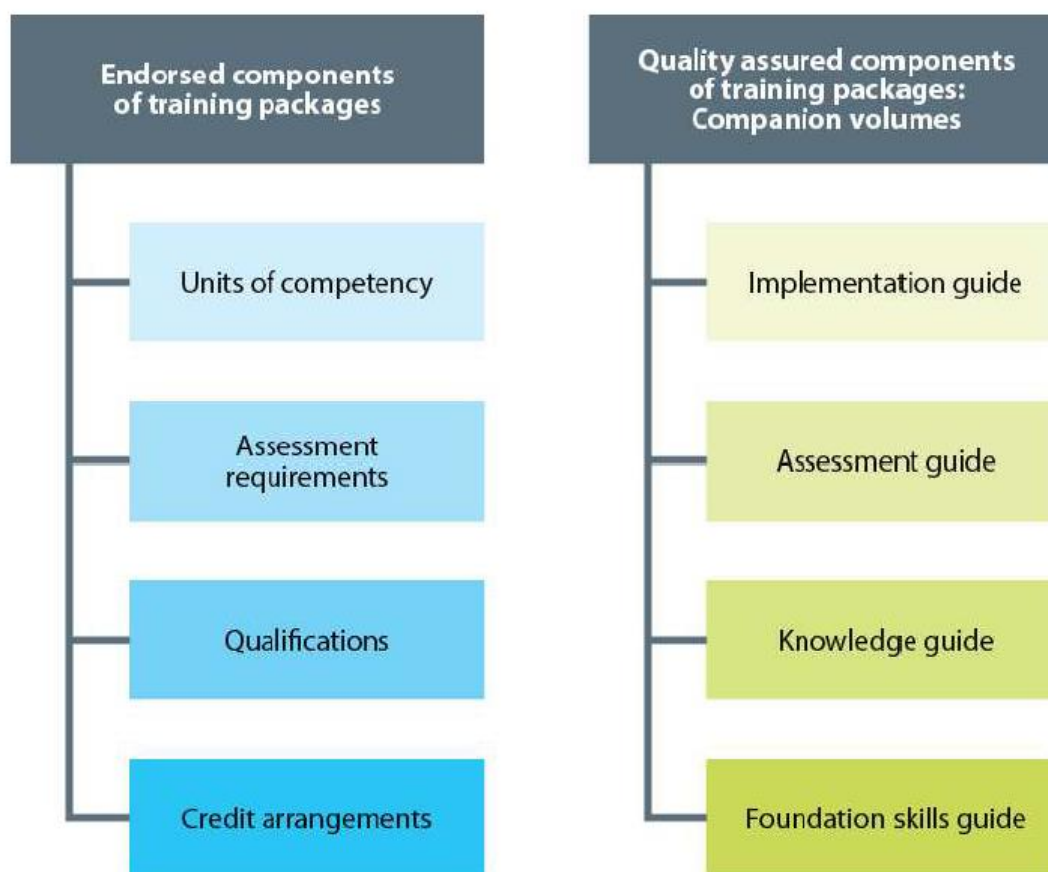 Endorsed components
of training packages
Units of competency
Assessment
requirements
Qualifications
Credit arrangements
Quality assured components
of training packages:
Companion volumes
Implementation guide
Assessment guide
Knowledge guide
Foundation skills guide